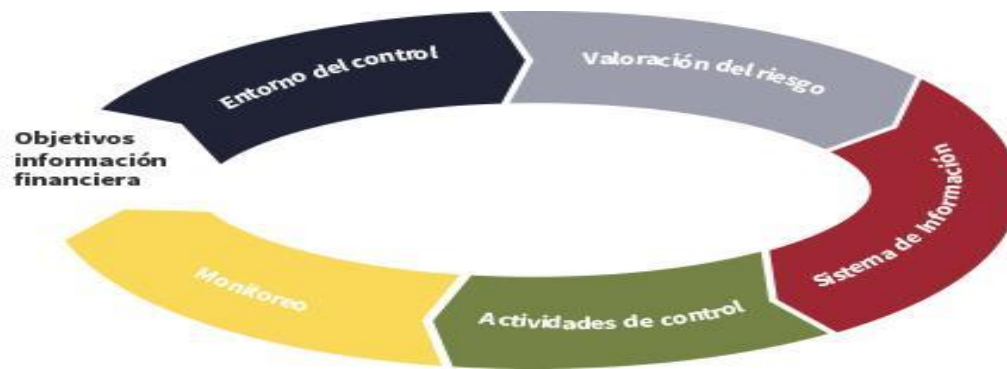 Entorno del control
Valoración del riesgo
Sistema de Información
Actividades de control
Monitoreo
Objetivos
información
financiera